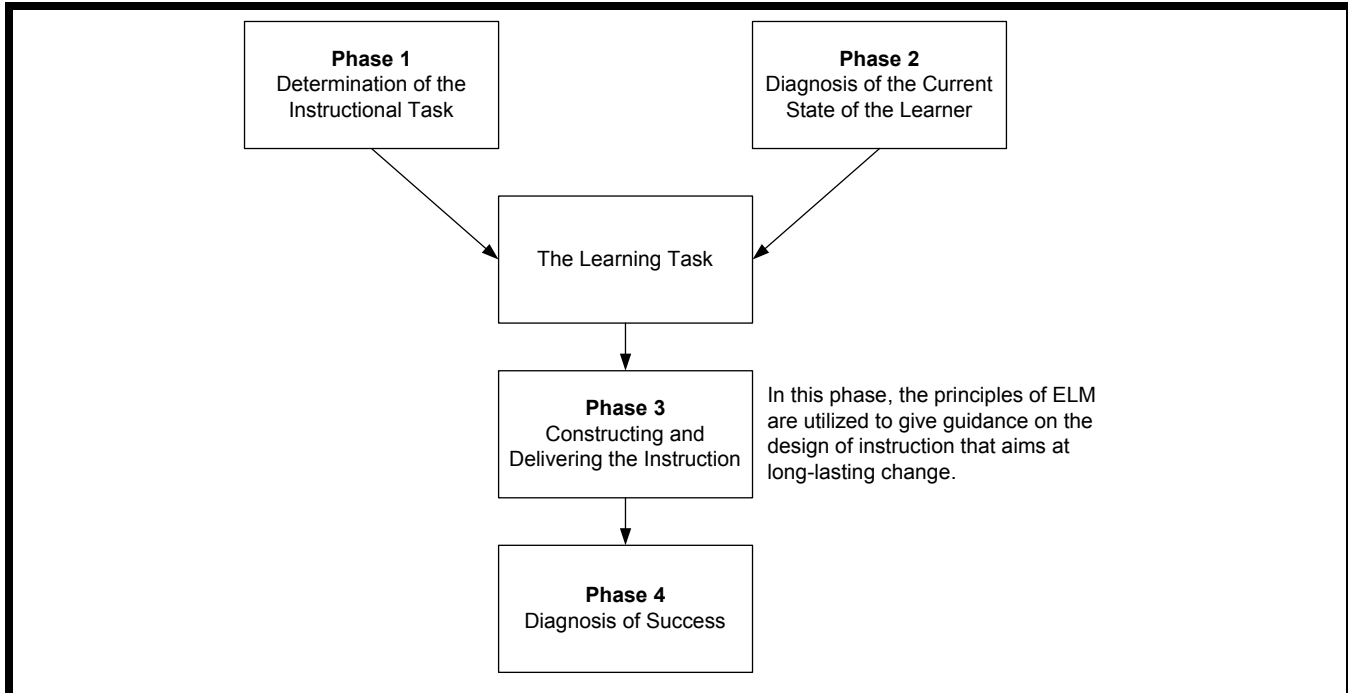 Phase 1
Determination of the
Instructional Task
Phase 2
Diagnosis of the Current
State of the Learner
The Learning Task
Phase 3
Constructing and
Delivering the Instruction
In this phase, the principles of ELM
are utilized to give guidance on the
design of instruction that aims at
long-lasting change.
Phase 4
Diagnosis of Success